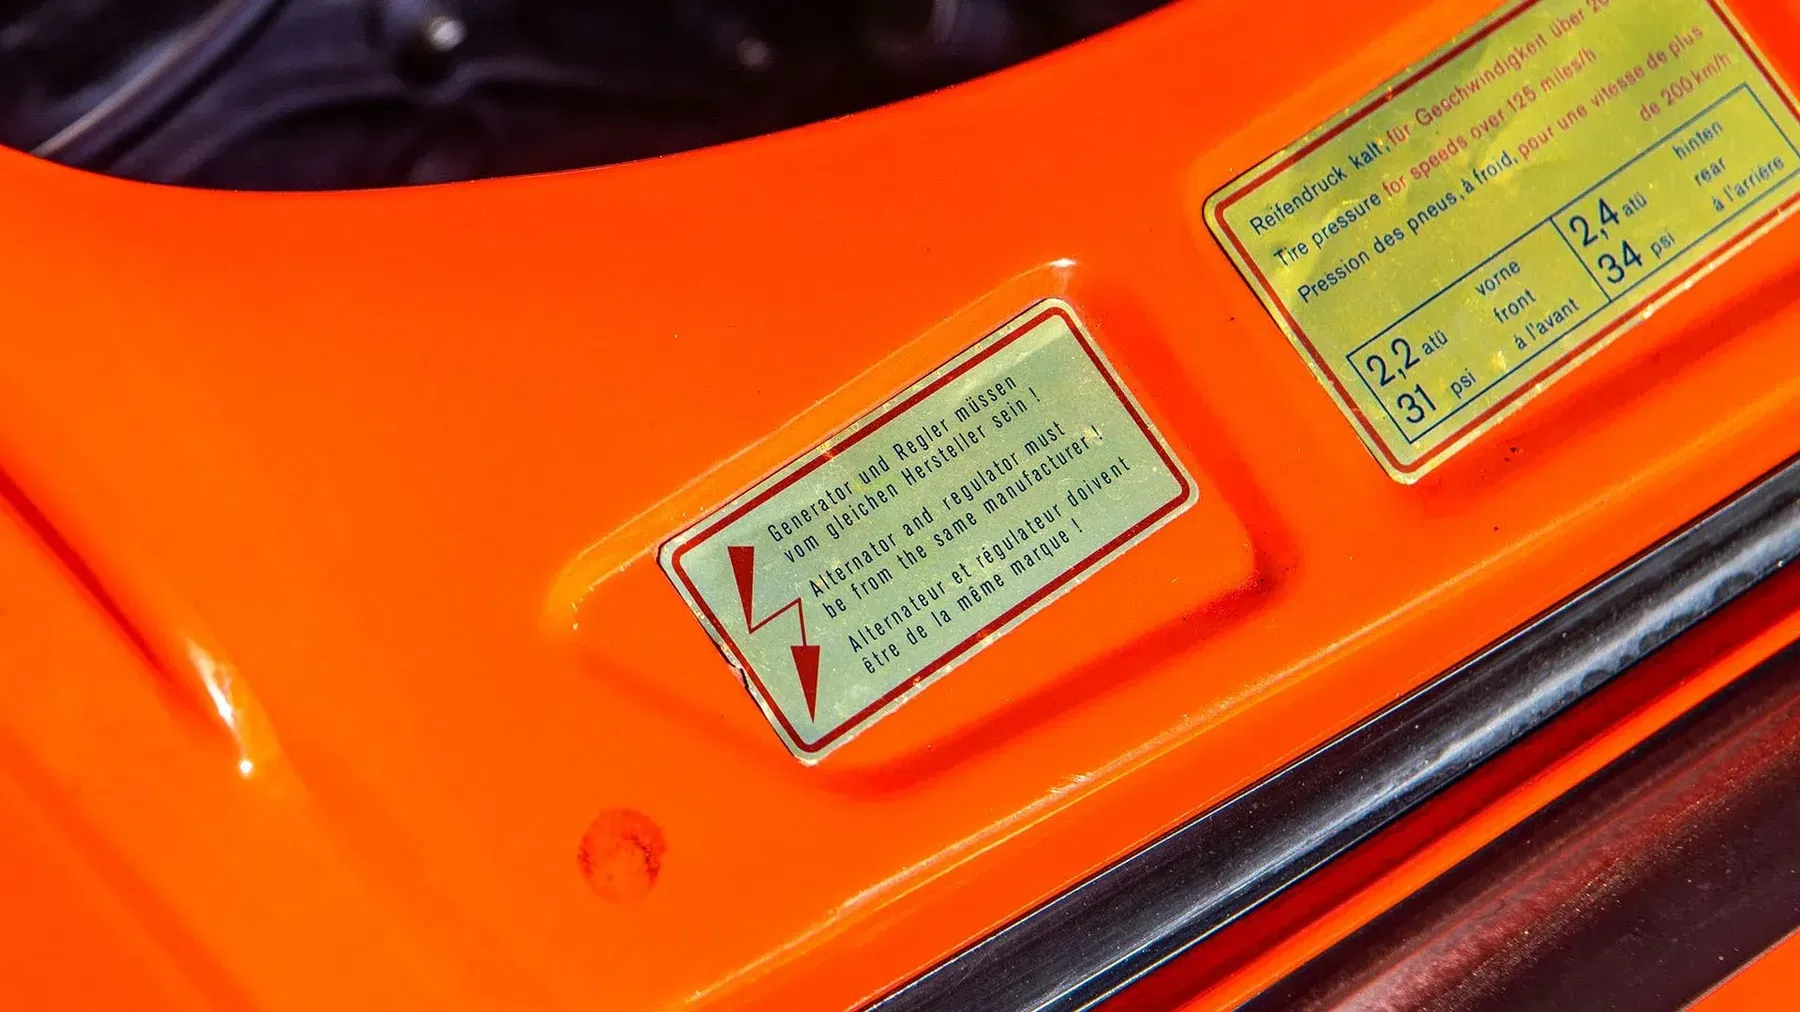 Generator und Regler müssen
vom gleichen Hersteller sein !
Alternator and regulator must
be from the same manufacturer !
Alternateur et régulateur doivent
être de la même marque !
Reifendruck kalt, für Geschwindigkeit über
Tire pressure for speeds over 125 miles/h
Pression des pneus, à froid, pour une vitesse de plus
de 200 km/h
2,2 atü vorne
31 psi front
à l'avant
2,4 atü hinten
34 psi rear
à l'arrière